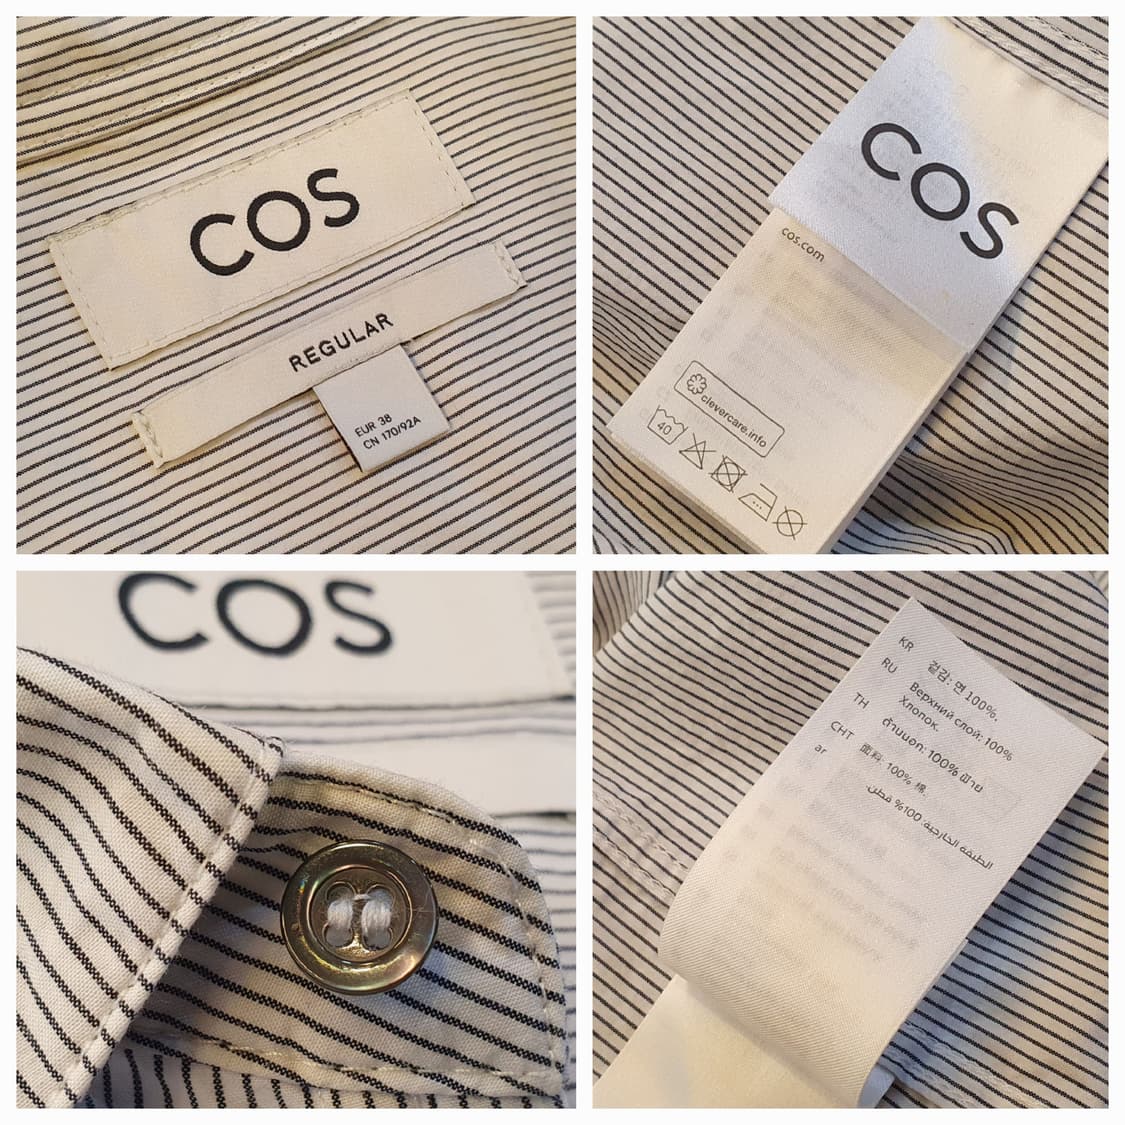 COS
REGULAR
EUR 38
CN 170/92A
COS
cos.com
clevercare.info
40
COS
KR
겉감: 면 100%.
RU
Верхний слой: 100%
Хлопок.
TH
ด้านนอก: 100% ฝ้าย
CHT
面料: 100% 棉.
ar
الطبقة الخارجية: 100% قطن